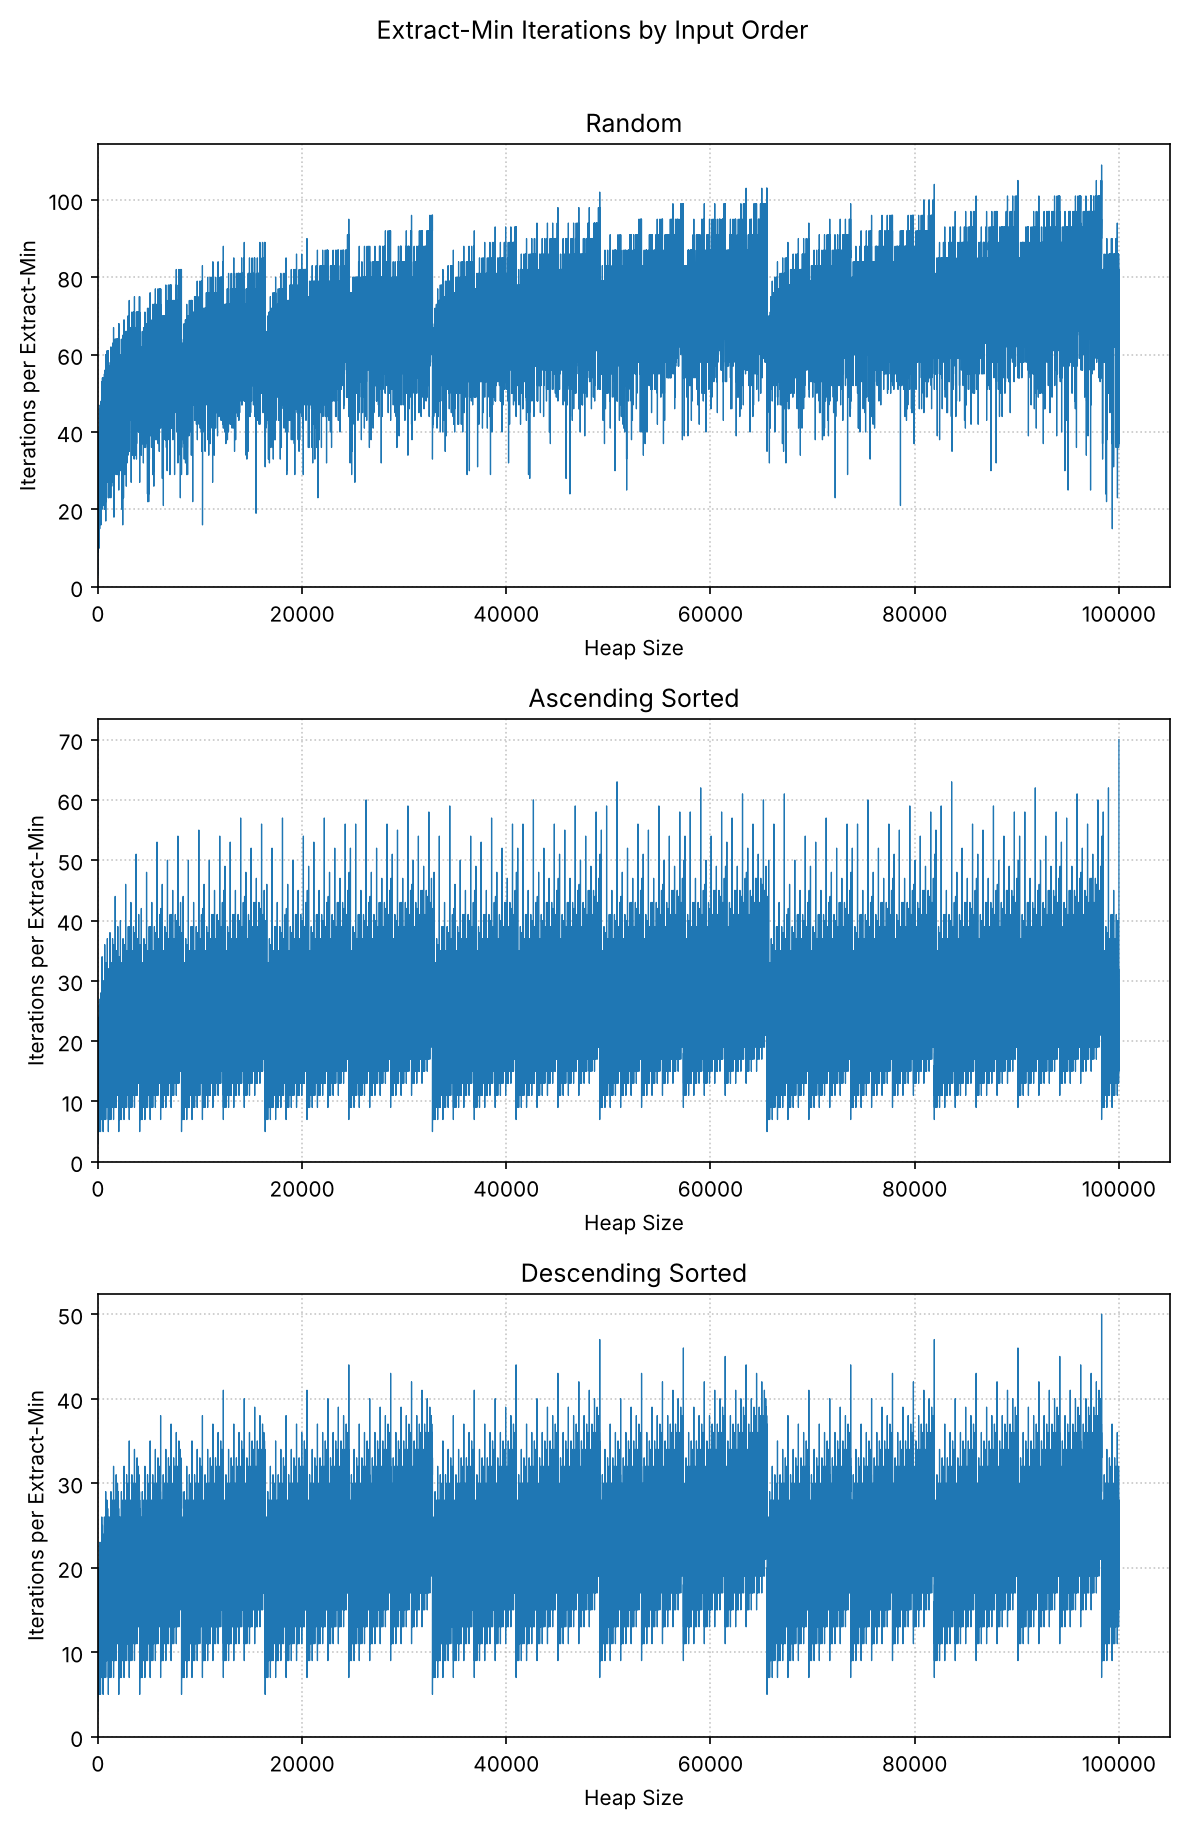 Extract-Min Iterations by Input Order
Random
100
80
60
40
20
0
Iterations per Extract-Min
0 20000 40000 60000 80000 100000
Heap Size
Ascending Sorted
70
60
50
40
30
20
10
0
Iterations per Extract-Min
0 20000 40000 60000 80000 100000
Heap Size
Descending Sorted
50
40
30
20
10
0
Iterations per Extract-Min
0 20000 40000 60000 80000 100000
Heap Size